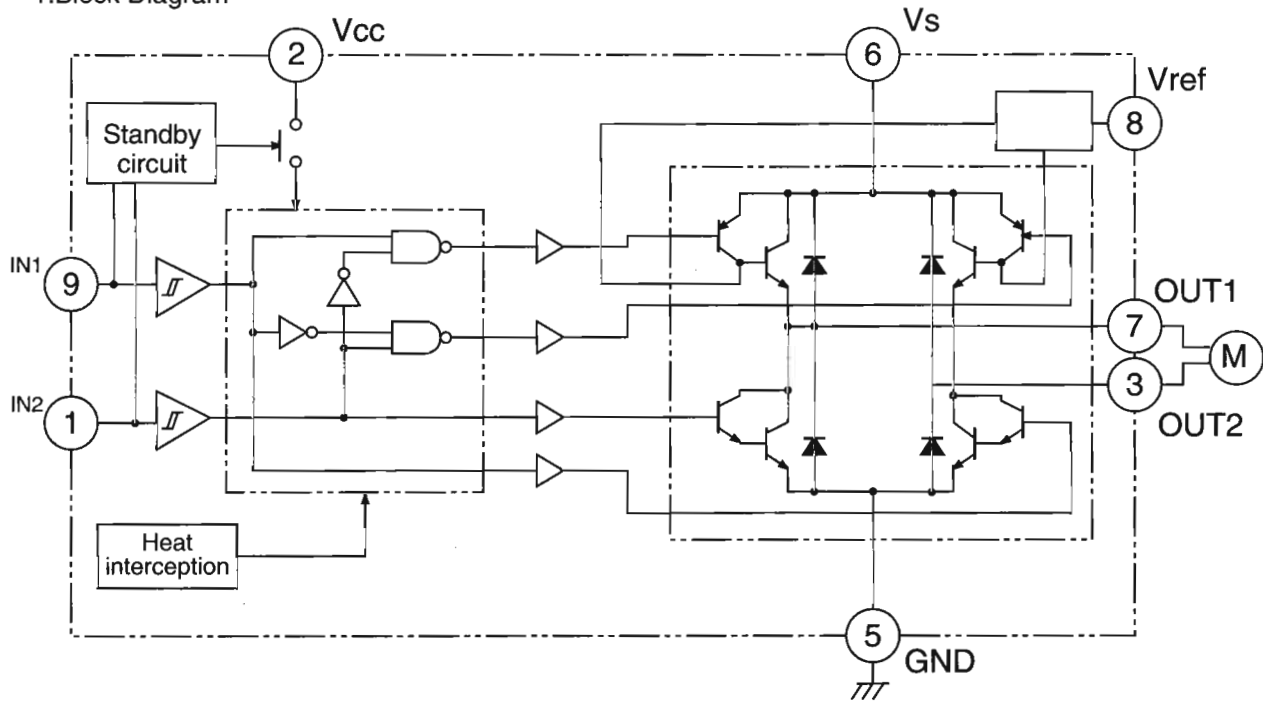 1.Block Diagram
Vcc
2
Vs
6
Vref
8
Standby
circuit
IN1
9
OUT1
7
M
3
OUT2
IN2
1
Heat
interception
5
GND